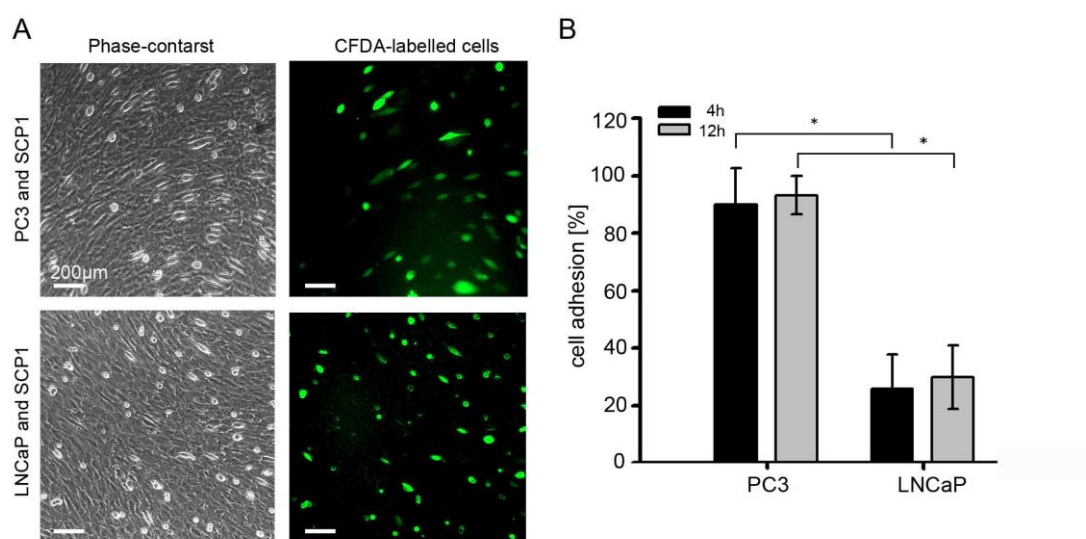 A
Phase-contarst
CFDA-labelled cells
PC3 and SCP1
200µm
LNCaP and SCP1
B
4h
12h
*
*
cell adhesion [%]
120
100
80
60
40
20
0
PC3
LNCaP